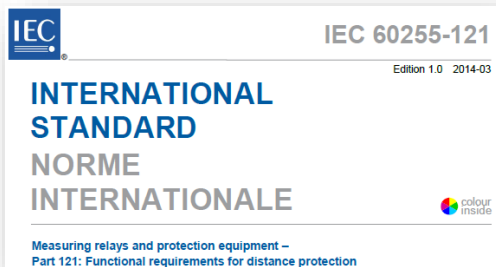 IEC
®
IEC 60255-121
Edition 1.0 2014-03
INTERNATIONAL
STANDARD
NORME
INTERNATIONALE
colour
inside
Measuring relays and protection equipment –
Part 121: Functional requirements for distance protection